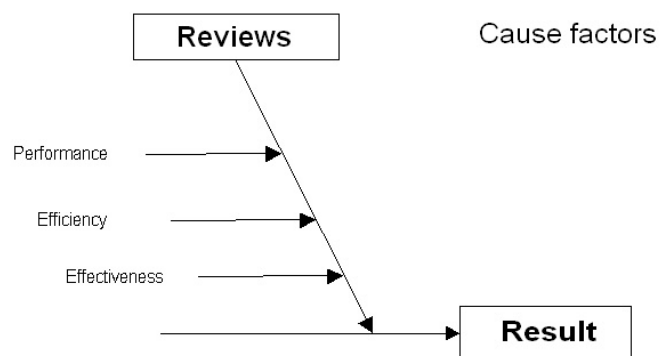 Reviews
Cause factors
Performance
Efficiency
Effectiveness
Result